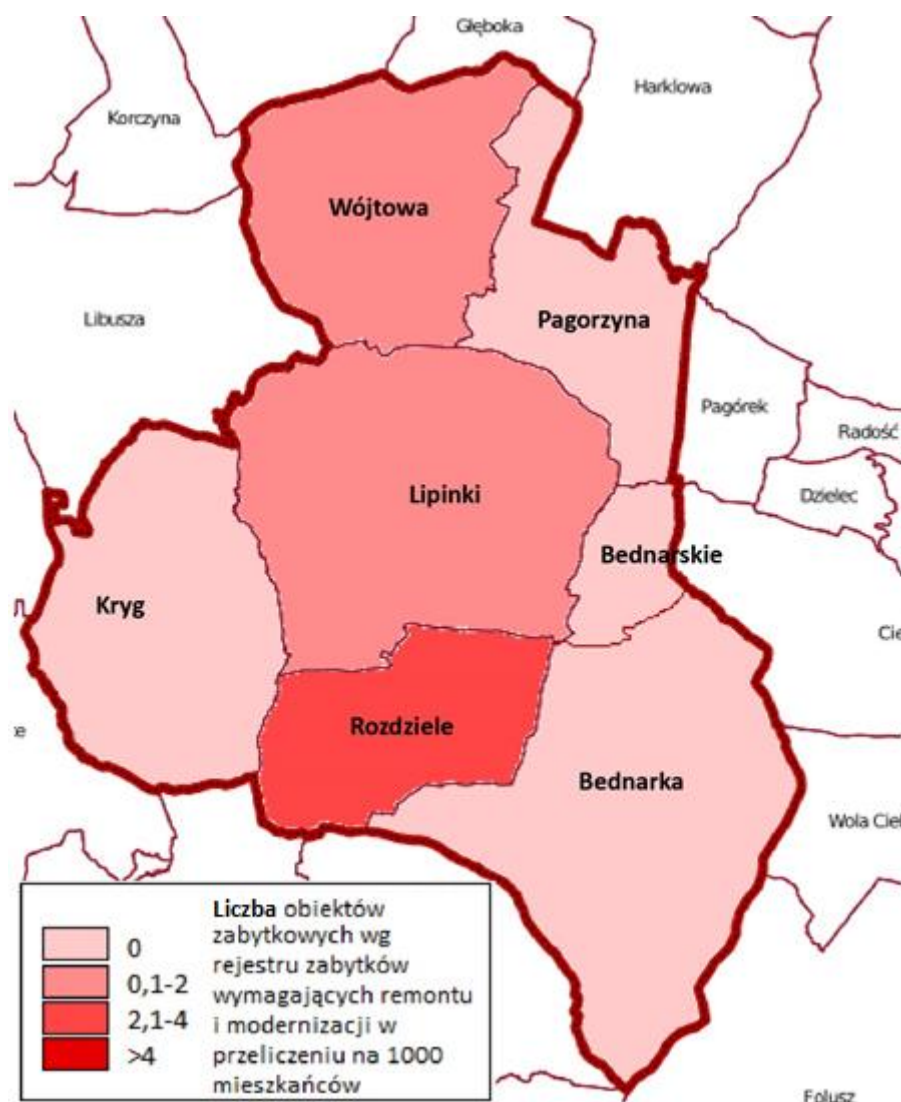 Głęboka
Harklowa
Korczyna
Wójtowa
Libusza
Pagorzyna
Pagórek
Radość
Lipinki
Dzielec
Bednarskie
Kryg
Cie
Rozdziele
Bednarka
Wola Ciel
Liczba obiektów
zabytkowych wg
rejestru zabytków
wymagających remontu
i modernizacji w
przeliczeniu na 1000
mieszkańców
0
0,1-2
2,1-4
>4
Folusz